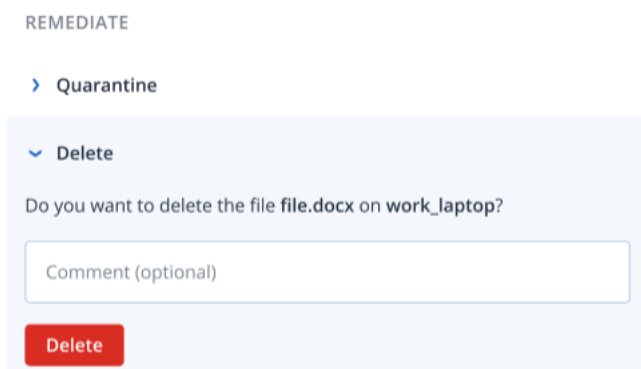 REMEDIATE
Quarantine
Delete
Do you want to delete the file file.docx on work_laptop?
Comment (optional)
Delete